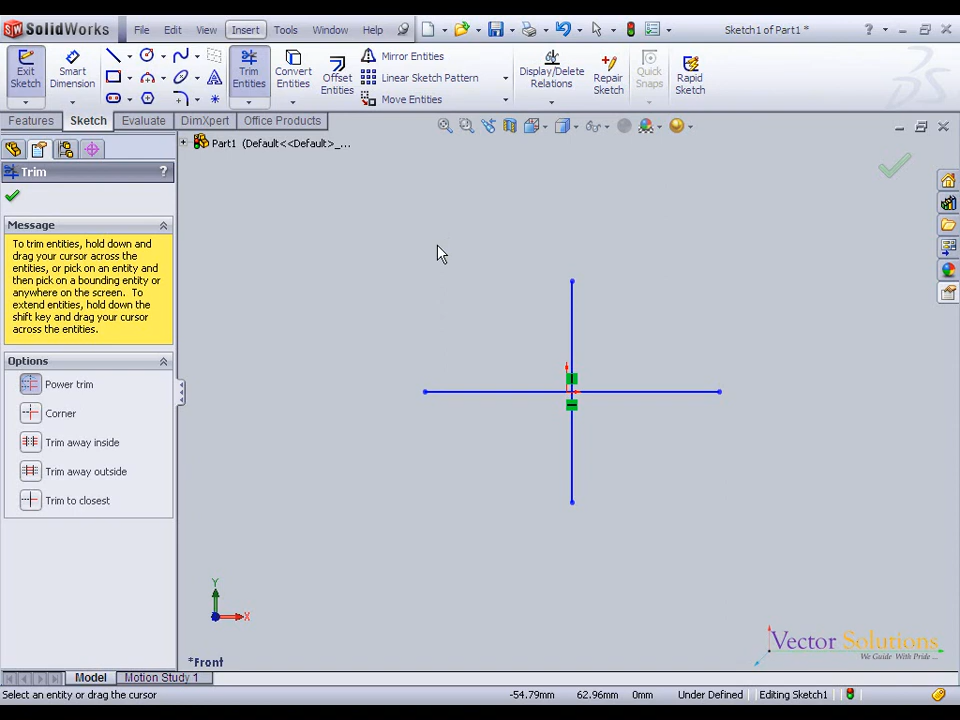 SolidWorks File Edit View Insert Tools Window Help Sketch1 of Part1 *
Exit Sketch
Smart Dimension
Trim Entities
Convert Entities
Offset Entities
Mirror Entities
Linear Sketch Pattern
Move Entities
Display/Delete Relations
Repair Sketch
Quick Snaps
Rapid Sketch
Features Sketch Evaluate DimXpert Office Products
Part1 (Default<<Default>_...
Trim ?
Message
To trim entities, hold down and
drag your cursor across the
entities, or pick on an entity and
then pick on a bounding entity or
anywhere on the screen. To
extend entities, hold down the
shift key and drag your cursor
across the entities.
Options
Power trim
Corner
Trim away inside
Trim away outside
Trim to closest
Y
X
*Front
Vector Solutions
We Guide With Pride ...
Model Motion Study 1
Select an entity or drag the cursor -54.79mm 62.96mm 0mm Under Defined Editing Sketch1